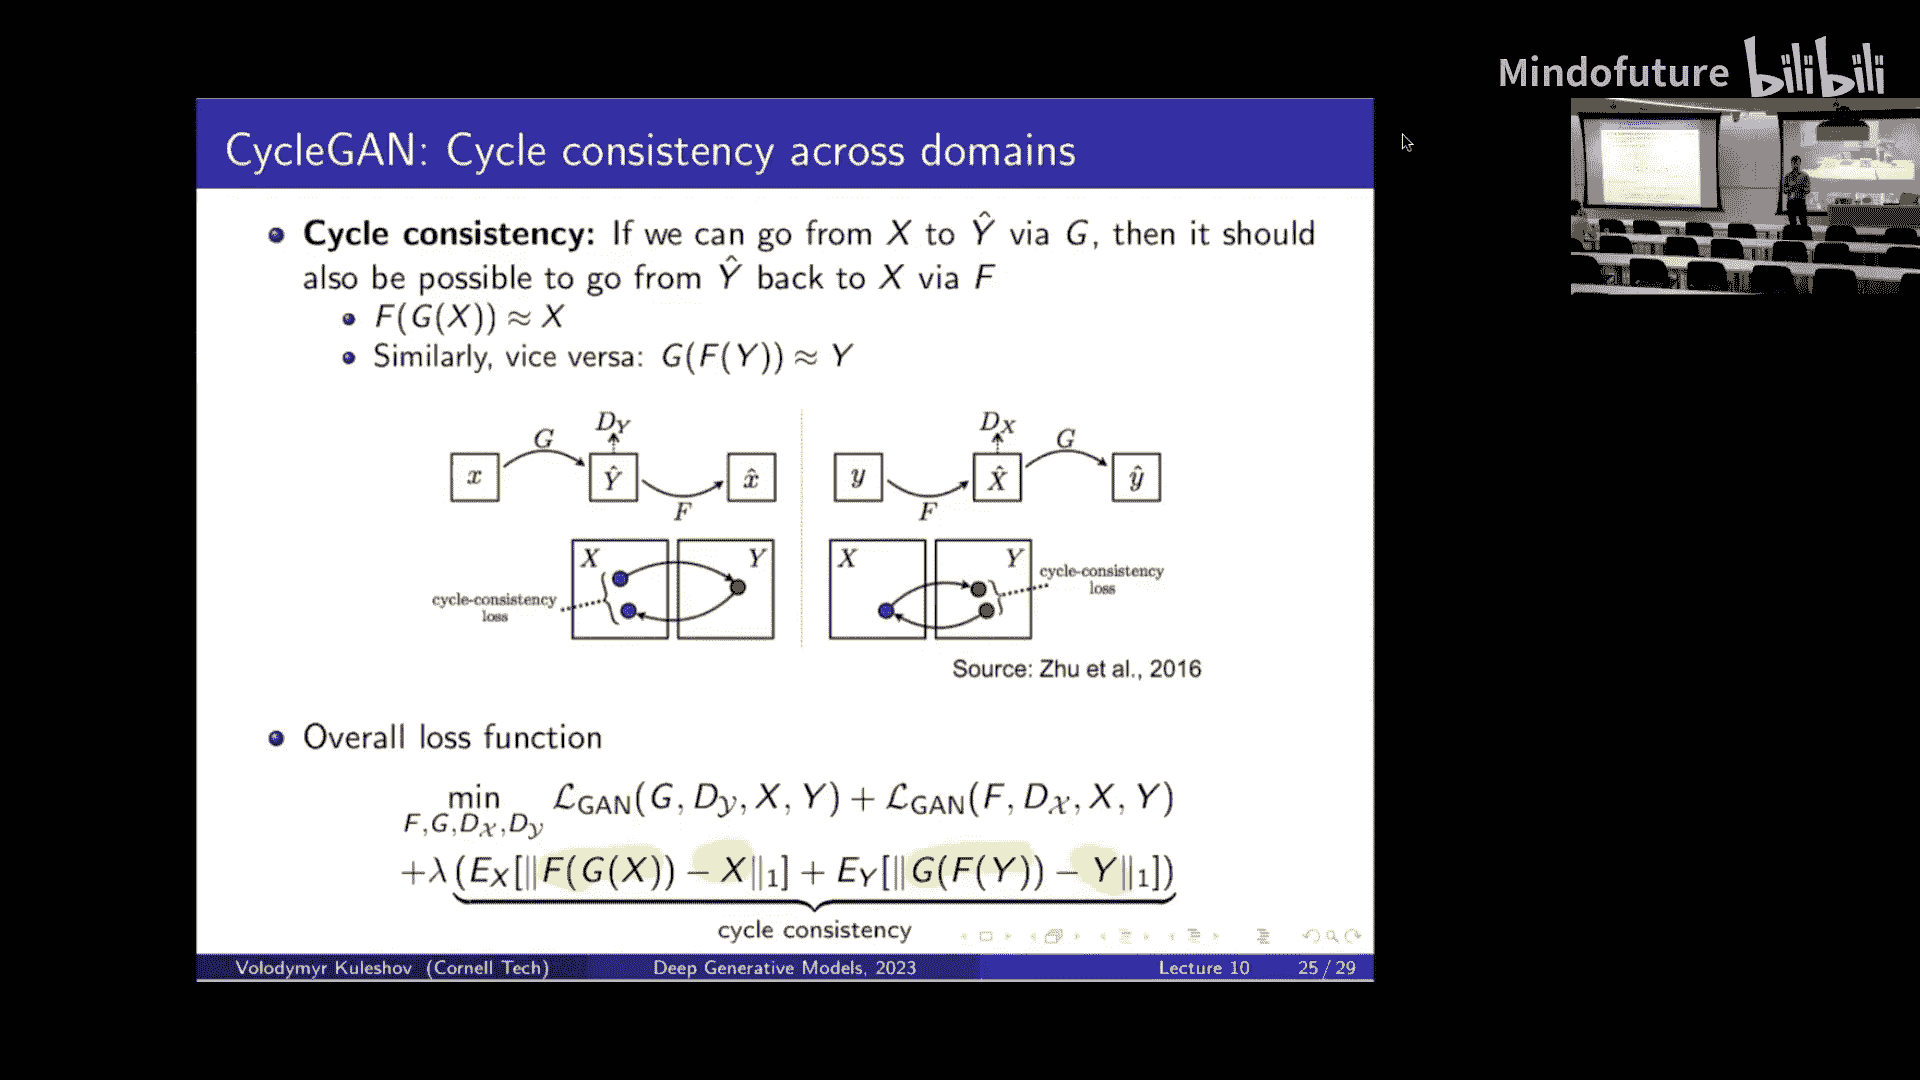 Mindofuture bilibili
CycleGAN: Cycle consistency across domains
Cycle consistency: If we can go from X to Ŷ via G, then it should
also be possible to go from Ŷ back to X via F
F(G(X)) ≈ X
Similarly, vice versa: G(F(Y)) ≈ Y
D_Y
G
x Ŷ x̂
F
X Y
cycle-consistency
loss
D_X
G
y X̂ ŷ
F
X Y
cycle-consistency
loss
Source: Zhu et al., 2016
Overall loss function
min L_GAN(G, D_𝒴, X, Y) + L_GAN(F, D_𝒳, X, Y)
F,G,D_𝒳,D_𝒴
+λ(E_X[||F(G(X)) − X||₁] + E_Y[||G(F(Y)) − Y||₁])
cycle consistency
Volodymyr Kuleshov (Cornell Tech) Deep Generative Models, 2023 Lecture 10 25 / 29